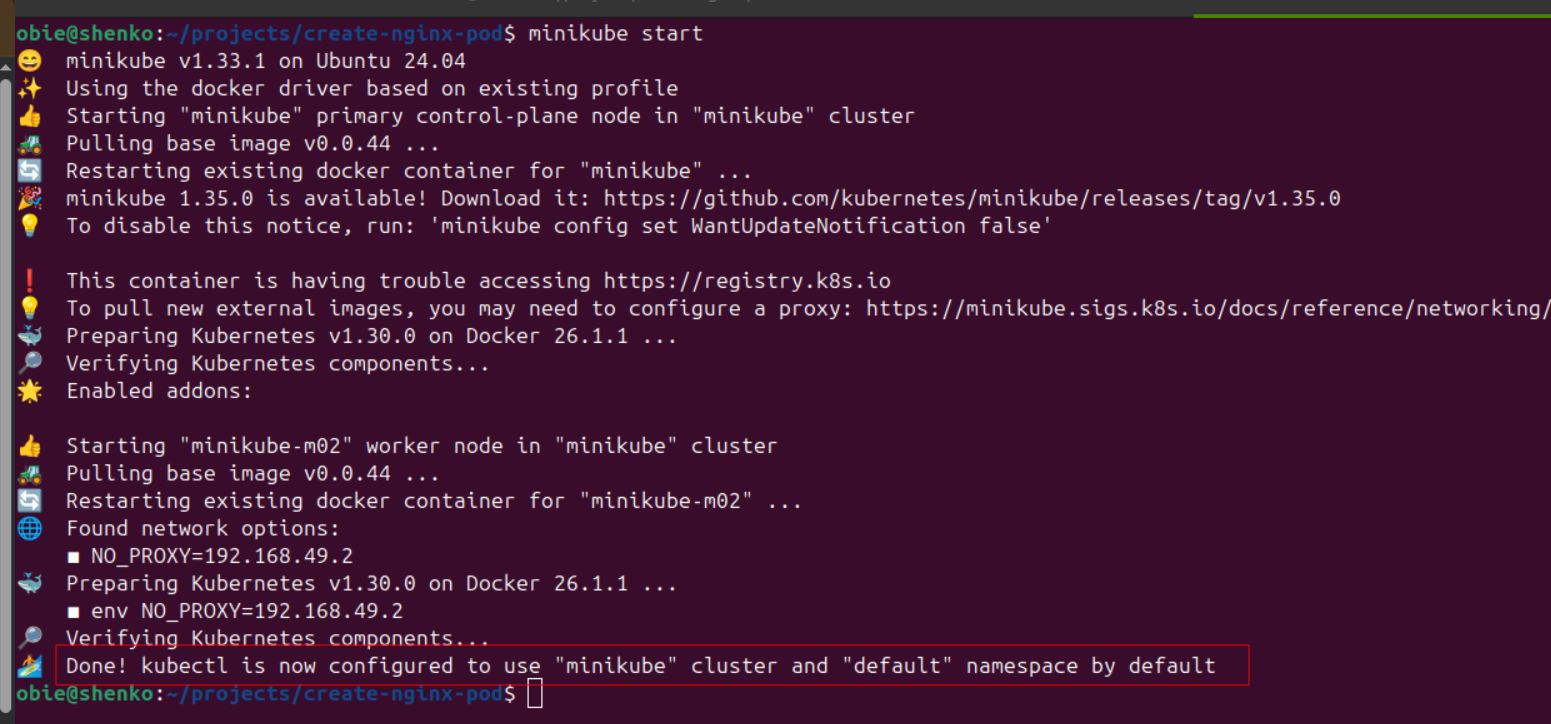 obie@shenko:~/projects/create-nginx-pod$ minikube start
😄 minikube v1.33.1 on Ubuntu 24.04
✨ Using the docker driver based on existing profile
👍 Starting "minikube" primary control-plane node in "minikube" cluster
🚜 Pulling base image v0.0.44 ...
🔄 Restarting existing docker container for "minikube" ...
🎉 minikube 1.35.0 is available! Download it: https://github.com/kubernetes/minikube/releases/tag/v1.35.0
💡 To disable this notice, run: 'minikube config set WantUpdateNotification false'
❗ This container is having trouble accessing https://registry.k8s.io
💡 To pull new external images, you may need to configure a proxy: https://minikube.sigs.k8s.io/docs/reference/networking/
🐳 Preparing Kubernetes v1.30.0 on Docker 26.1.1 ...
🔎 Verifying Kubernetes components...
🌟 Enabled addons:
👍 Starting "minikube-m02" worker node in "minikube" cluster
🚜 Pulling base image v0.0.44 ...
🔄 Restarting existing docker container for "minikube-m02" ...
🌐 Found network options:
▪ NO_PROXY=192.168.49.2
🐳 Preparing Kubernetes v1.30.0 on Docker 26.1.1 ...
▪ env NO_PROXY=192.168.49.2
🔎 Verifying Kubernetes components...
🏄 Done! kubectl is now configured to use "minikube" cluster and "default" namespace by default
obie@shenko:~/projects/create-nginx-pod$